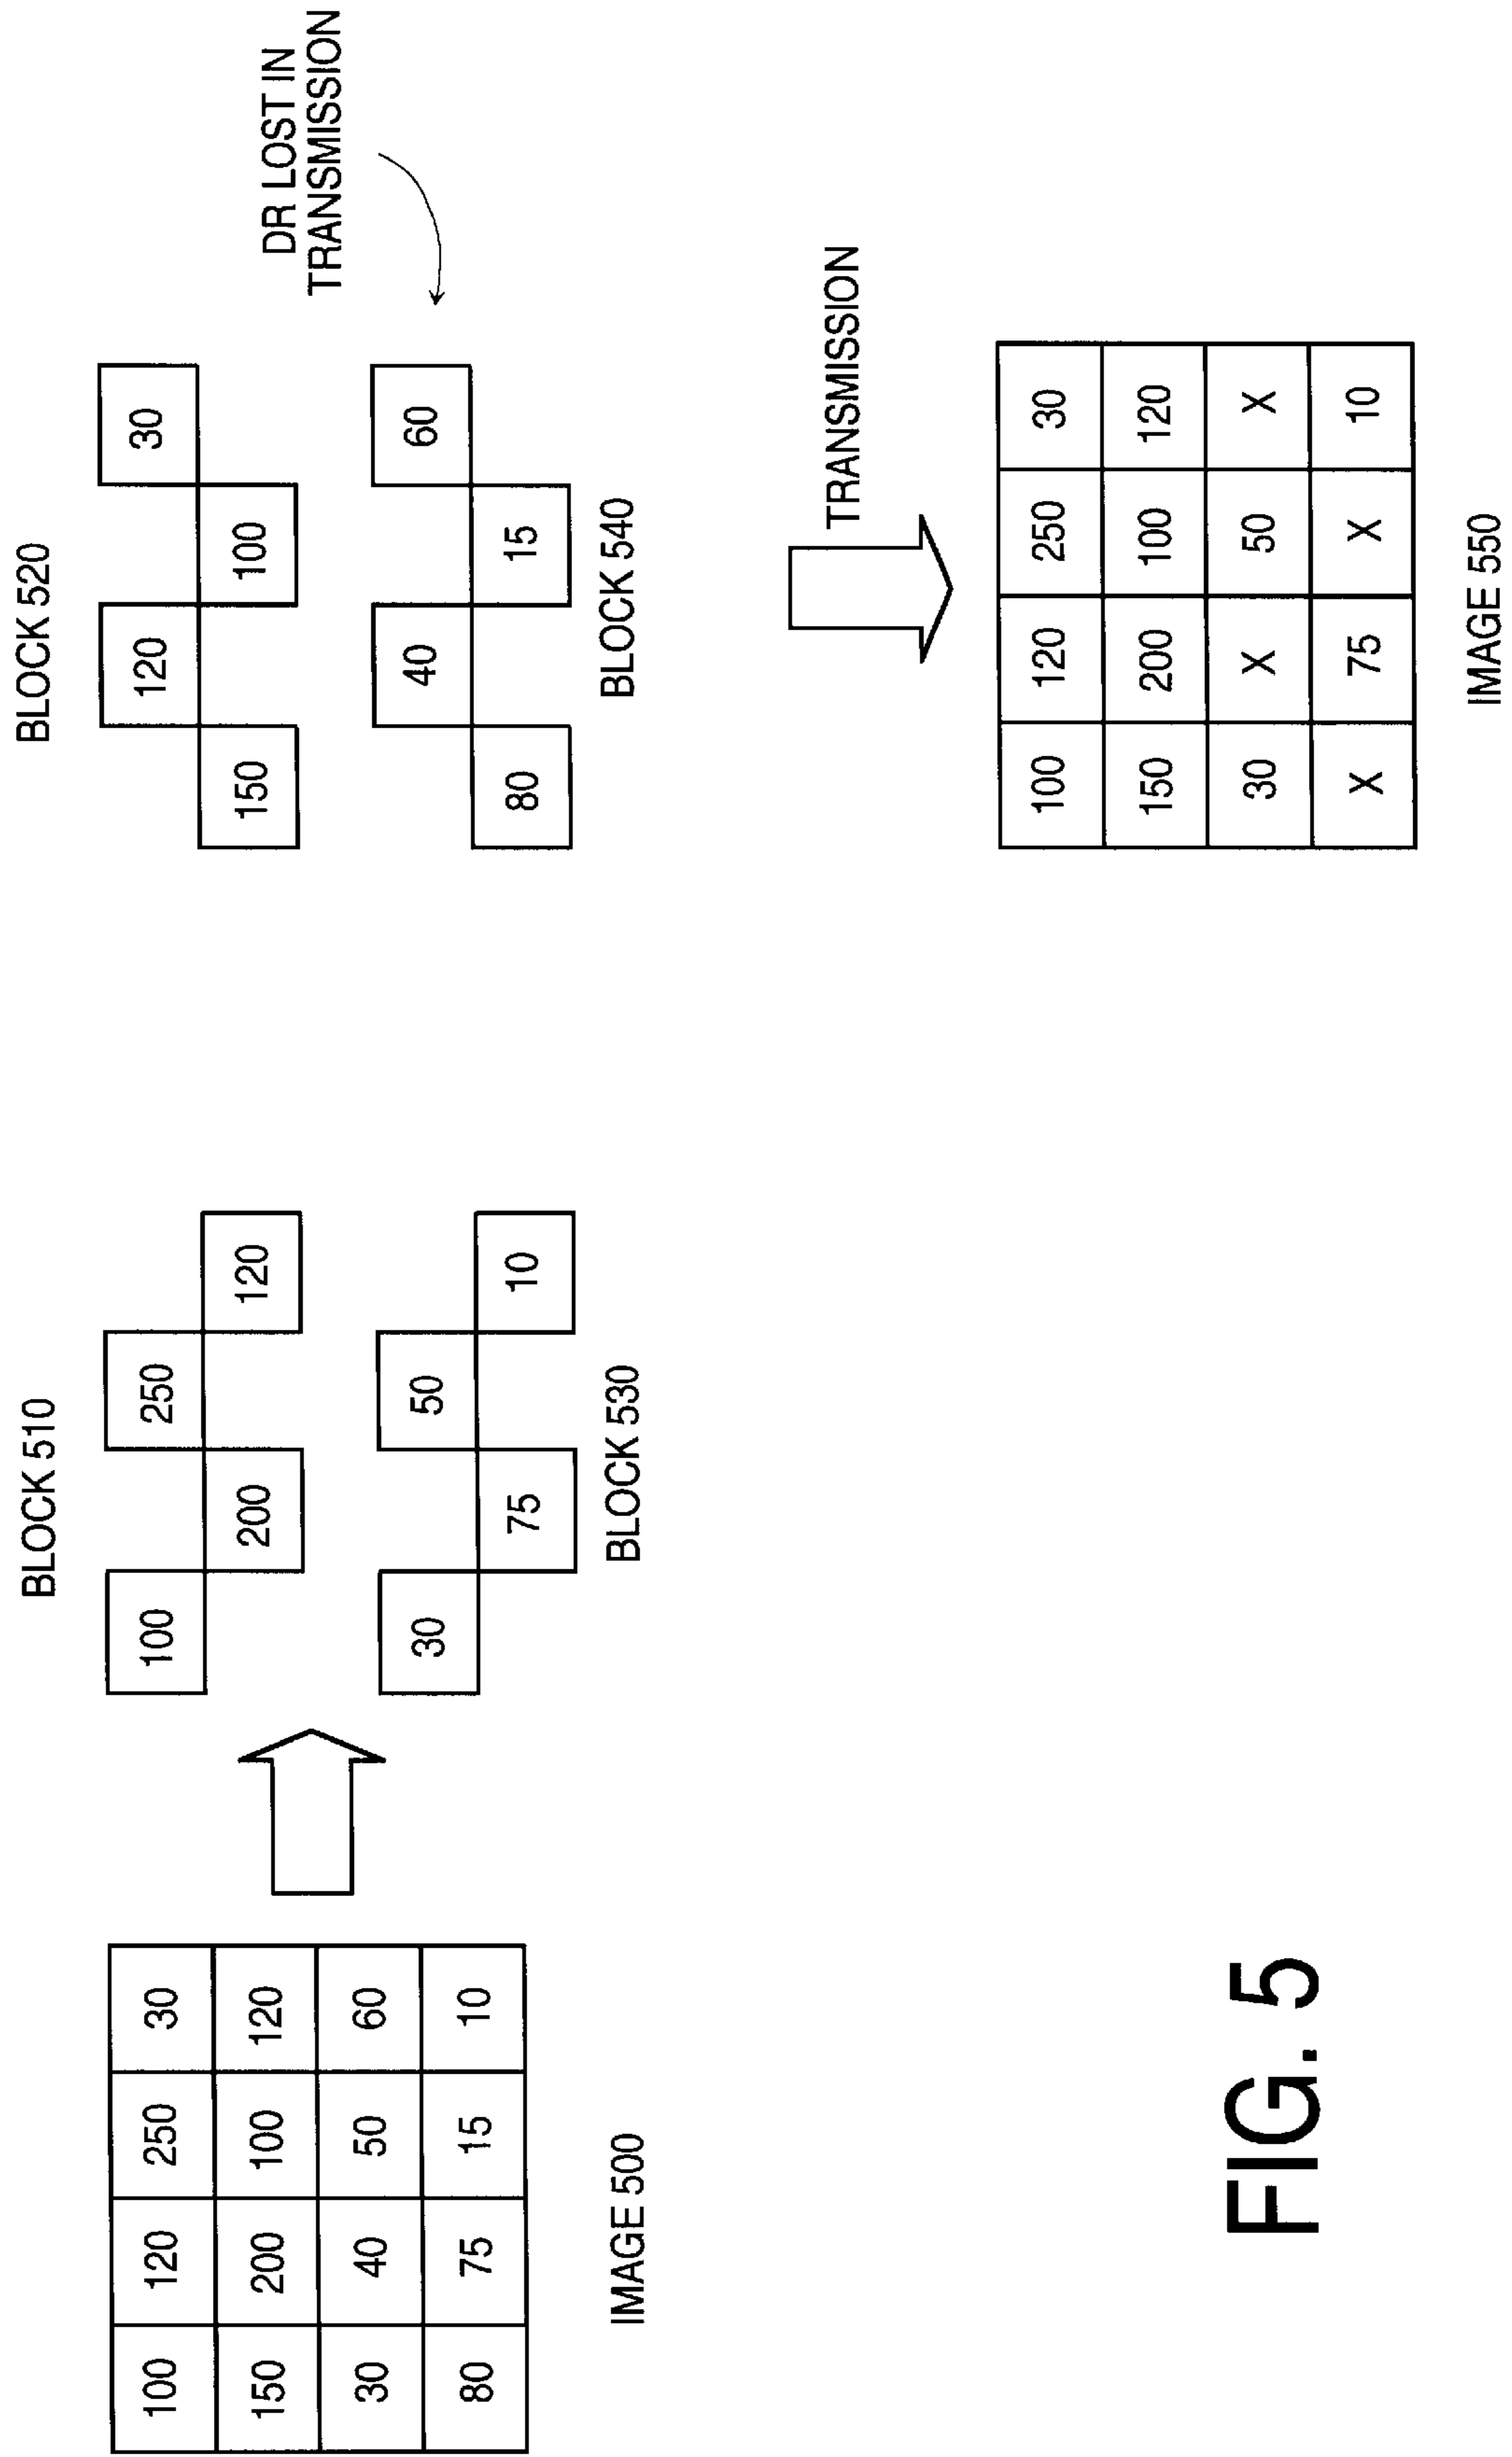 BLOCK 510
BLOCK 520
100 120 250 30
150 200 100 120
30 40 50 60
80 75 15 10
IMAGE 500
100 250
200 120
30 50
75 10
BLOCK 530
120 30
150 100
40 60
80 15
BLOCK 540
DR LOST IN
TRANSMISSION
TRANSMISSION
100 120 250 30
150 200 100 120
30 X 50 X
X 75 X 10
IMAGE 550
FIG. 5